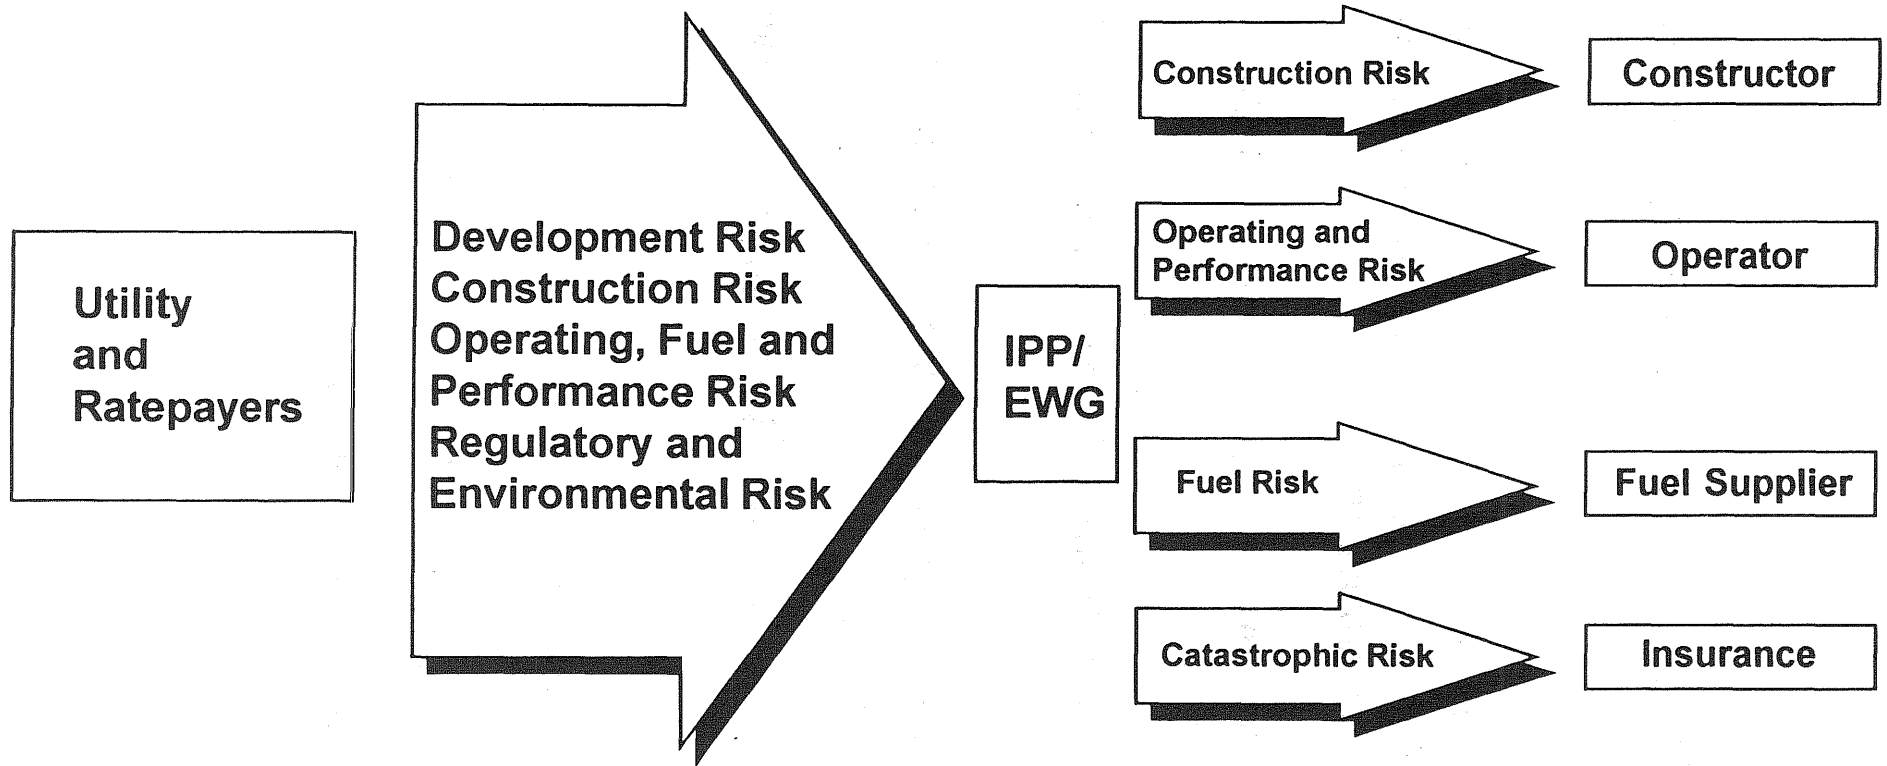 Utility
and
Ratepayers
Development Risk
Construction Risk
Operating, Fuel and
Performance Risk
Regulatory and
Environmental Risk
IPP/
EWG
Construction Risk
Constructor
Operating and
Performance Risk
Operator
Fuel Risk
Fuel Supplier
Catastrophic Risk
Insurance